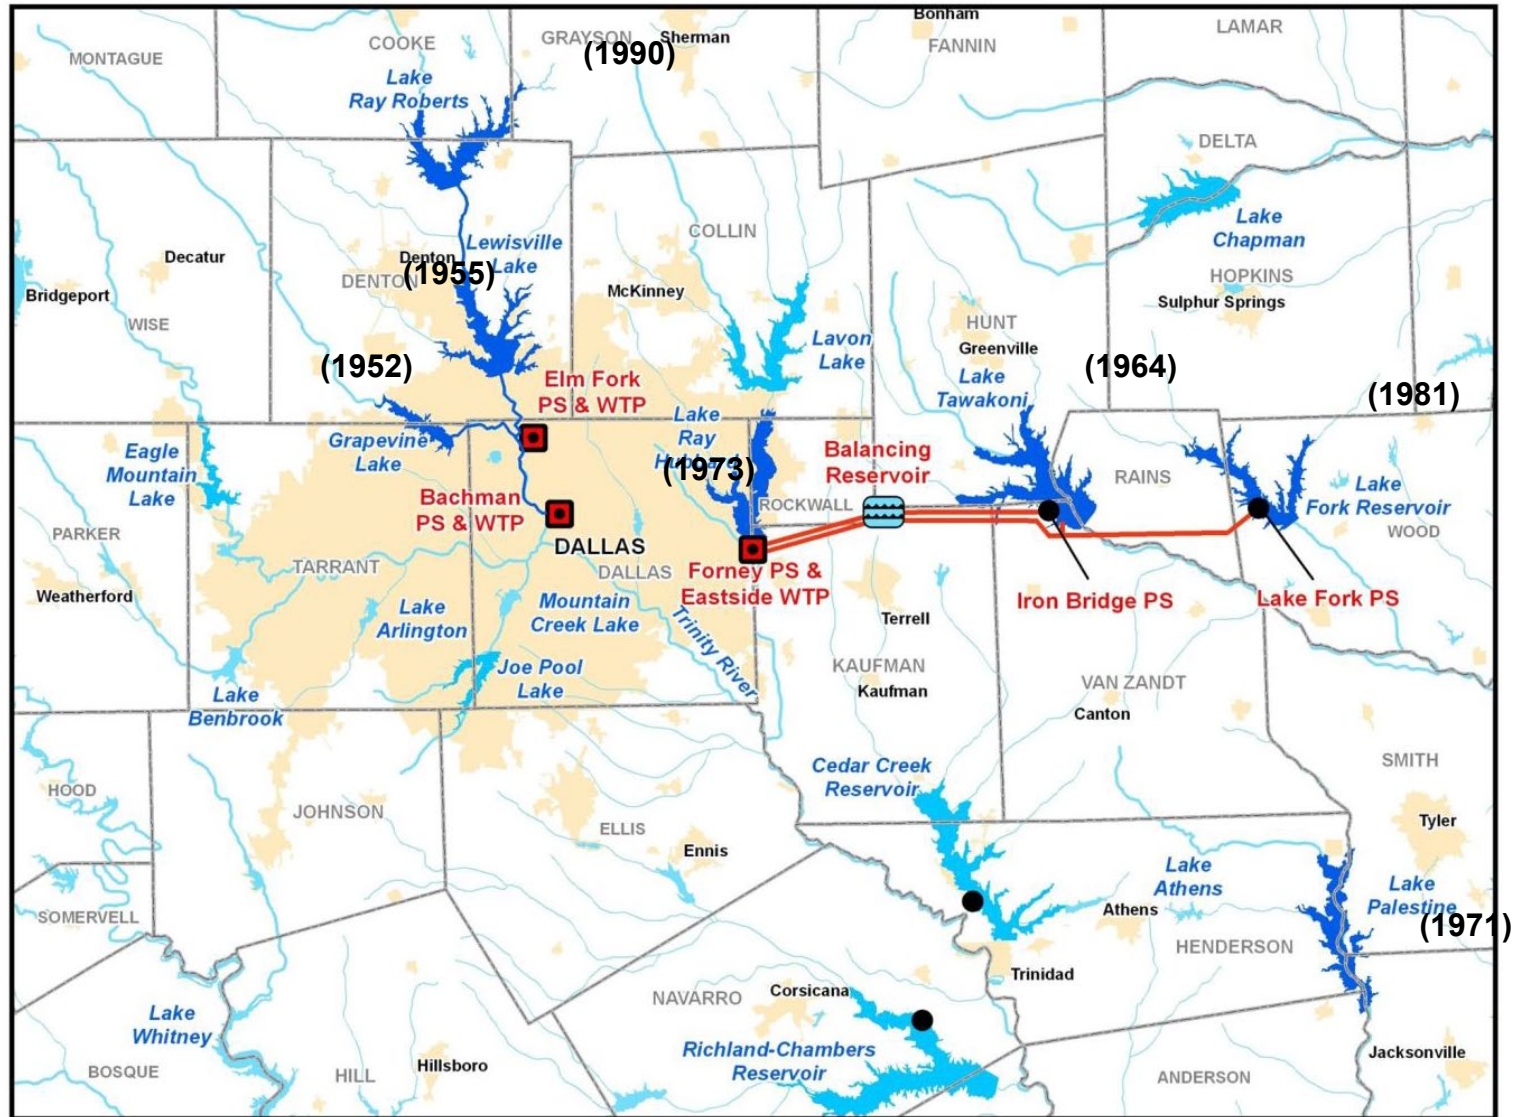 Bonham
COOKE
GRAYSON
Sherman
LAMAR
MONTAGUE
(1990)
FANNIN
Lake
Ray Roberts
DELTA
Lake
Chapman
COLLIN
Lewisville
Lake
Decatur
Denton
DENTON
(1955)
HOPKINS
Bridgeport
McKinney
Sulphur Springs
WISE
HUNT
Greenville
Lavon
Lake
(1952)
(1964)
Elm Fork
PS & WTP
Lake
Tawakoni
(1981)
Lake
Ray
(1973)
Grapevine
Lake
Eagle
Mountain
Lake
Balancing
Reservoir
RAINS
Lake
Fork Reservoir
Bachman
PS & WTP
ROCKWALL
PARKER
WOOD
DALLAS
TARRANT
DALLAS
Forney PS &
Eastside WTP
Weatherford
Iron Bridge PS
Lake Fork PS
Lake
Arlington
Mountain
Creek Lake
Terrell
Trinity River
Joe Pool
Lake
KAUFMAN
Kaufman
VAN ZANDT
Canton
Lake
Benbrook
Cedar Creek
Reservoir
SMITH
HOOD
JOHNSON
ELLIS
Tyler
Ennis
Lake
Athens
Lake
Palestine
(1971)
SOMERVELL
Athens
HENDERSON
Trinidad
NAVARRO
Corsicana
Lake
Whitney
Richland-Chambers
Reservoir
Jacksonville
BOSQUE
HILL
Hillsboro
ANDERSON